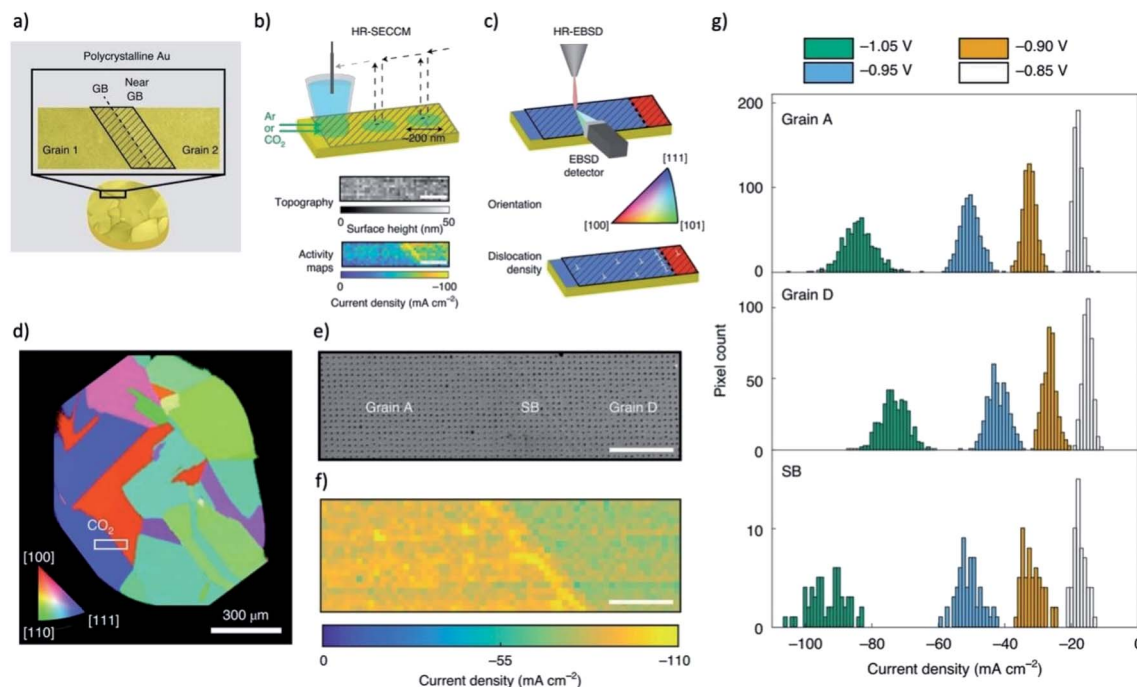 a)
Polycrystalline Au
GB
Near
GB
Grain 1
Grain 2
b)
HR-SECCM
Ar
or
CO₂
~200 nm
Topography
0
50
Surface height (nm)
Activity
maps
0
–100
Current density (mA cm⁻²)
c)
HR-EBSD
EBSD
detector
Orientation
[111]
[100]
[101]
Dislocation
density
d)
CO₂
[100]
[111]
[110]
300 μm
e)
Grain A
SB
Grain D
f)
0
–55
–110
Current density (mA cm⁻²)
g)
–1.05 V
–0.90 V
–0.95 V
–0.85 V
200
Grain A
100
0
Grain D
100
50
0
SB
10
0
Pixel count
–100
–80
–60
–40
–20
0
Current density (mA cm⁻²)